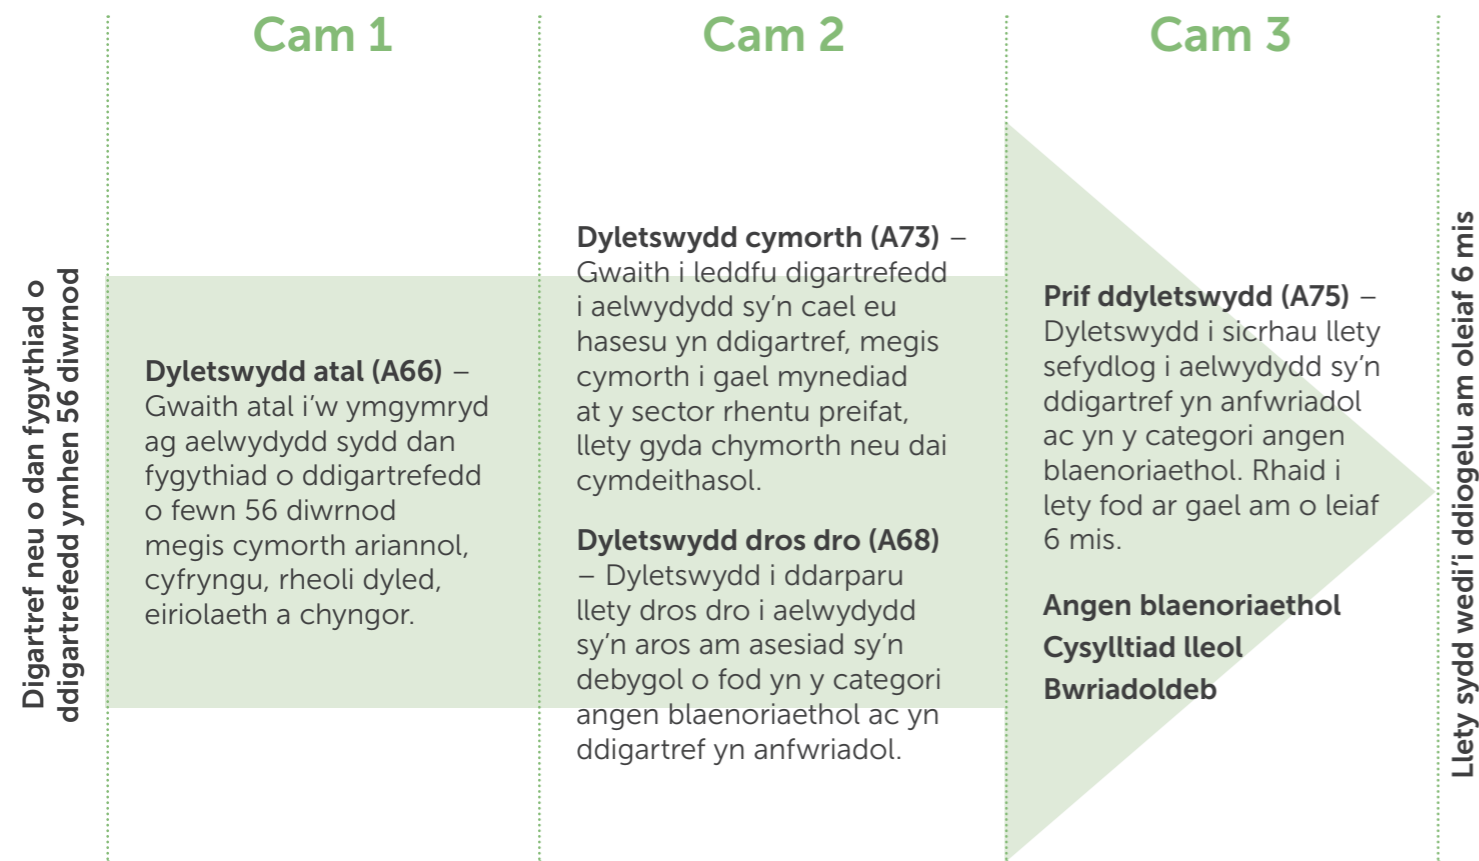 Cam 1
Cam 2
Cam 3
Digartref neu o dan fygythiad o
ddigartrefedd ymhen 56 diwrnod
Dyletswydd atal (A66) –
Gwaith atal i'w ymgymryd
ag aelwydydd sydd dan
fygythiad o ddigartrefedd
o fewn 56 diwrnod
megis cymorth ariannol,
cyfryngu, rheoli dyled,
eiriolaeth a chyngor.
Dyletswydd cymorth (A73) –
Gwaith i leddfu digartrefedd
i aelwydydd sy'n cael eu
hasesu yn ddigartref, megis
cymorth i gael mynediad
at y sector rhentu preifat,
llety gyda chymorth neu dai
cymdeithasol.
Dyletswydd dros dro (A68)
– Dyletswydd i ddarparu
llety dros dro i aelwydydd
sy'n aros am asesiad sy'n
debygol o fod yn y categori
angen blaenoriaethol ac yn
ddigartref yn anfwriadol.
Prif ddyletswydd (A75) –
Dyletswydd i sicrhau llety
sefydlog i aelwydydd sy'n
ddigartref yn anfwriadol
ac yn y categori angen
blaenoriaethol. Rhaid i
lety fod ar gael am o leiaf
6 mis.
Angen blaenoriaethol
Cysylltiad lleol
Bwriadoldeb
Llety sydd wedi'i ddiogelu am oleiaf 6 mis